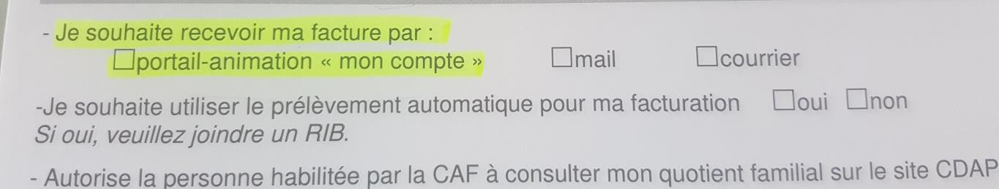 - Je souhaite recevoir ma facture par :
☐portail-animation « mon compte » ☐mail ☐courrier
-Je souhaite utiliser le prélèvement automatique pour ma facturation ☐oui ☐non
Si oui, veuillez joindre un RIB.
- Autorise la personne habilitée par la CAF à consulter mon quotient familial sur le site CDAP